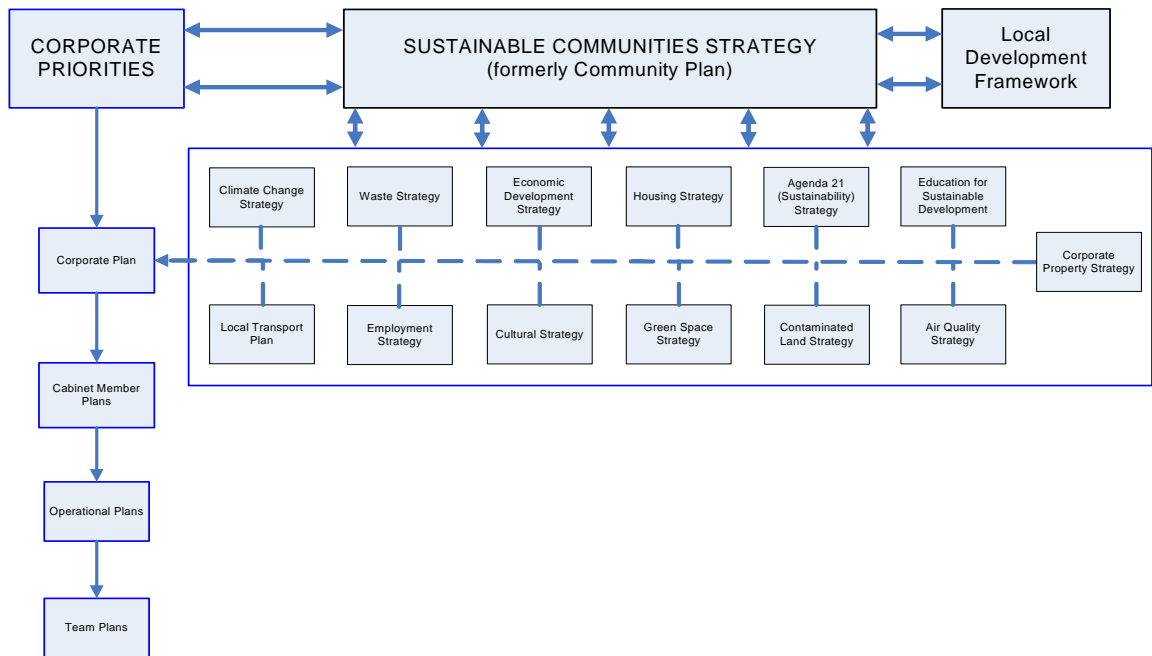 CORPORATE
PRIORITIES
SUSTAINABLE COMMUNITIES STRATEGY
(formerly Community Plan)
Local
Development
Framework
Climate Change
Strategy
Waste Strategy
Economic
Development
Strategy
Housing Strategy
Agenda 21
(Sustainability)
Strategy
Education for
Sustainable
Development
Corporate Plan
Corporate
Property Strategy
Local Transport
Plan
Employment
Strategy
Cultural Strategy
Green Space
Strategy
Contaminated
Land Strategy
Air Quality
Strategy
Cabinet Member
Plans
Operational Plans
Team Plans